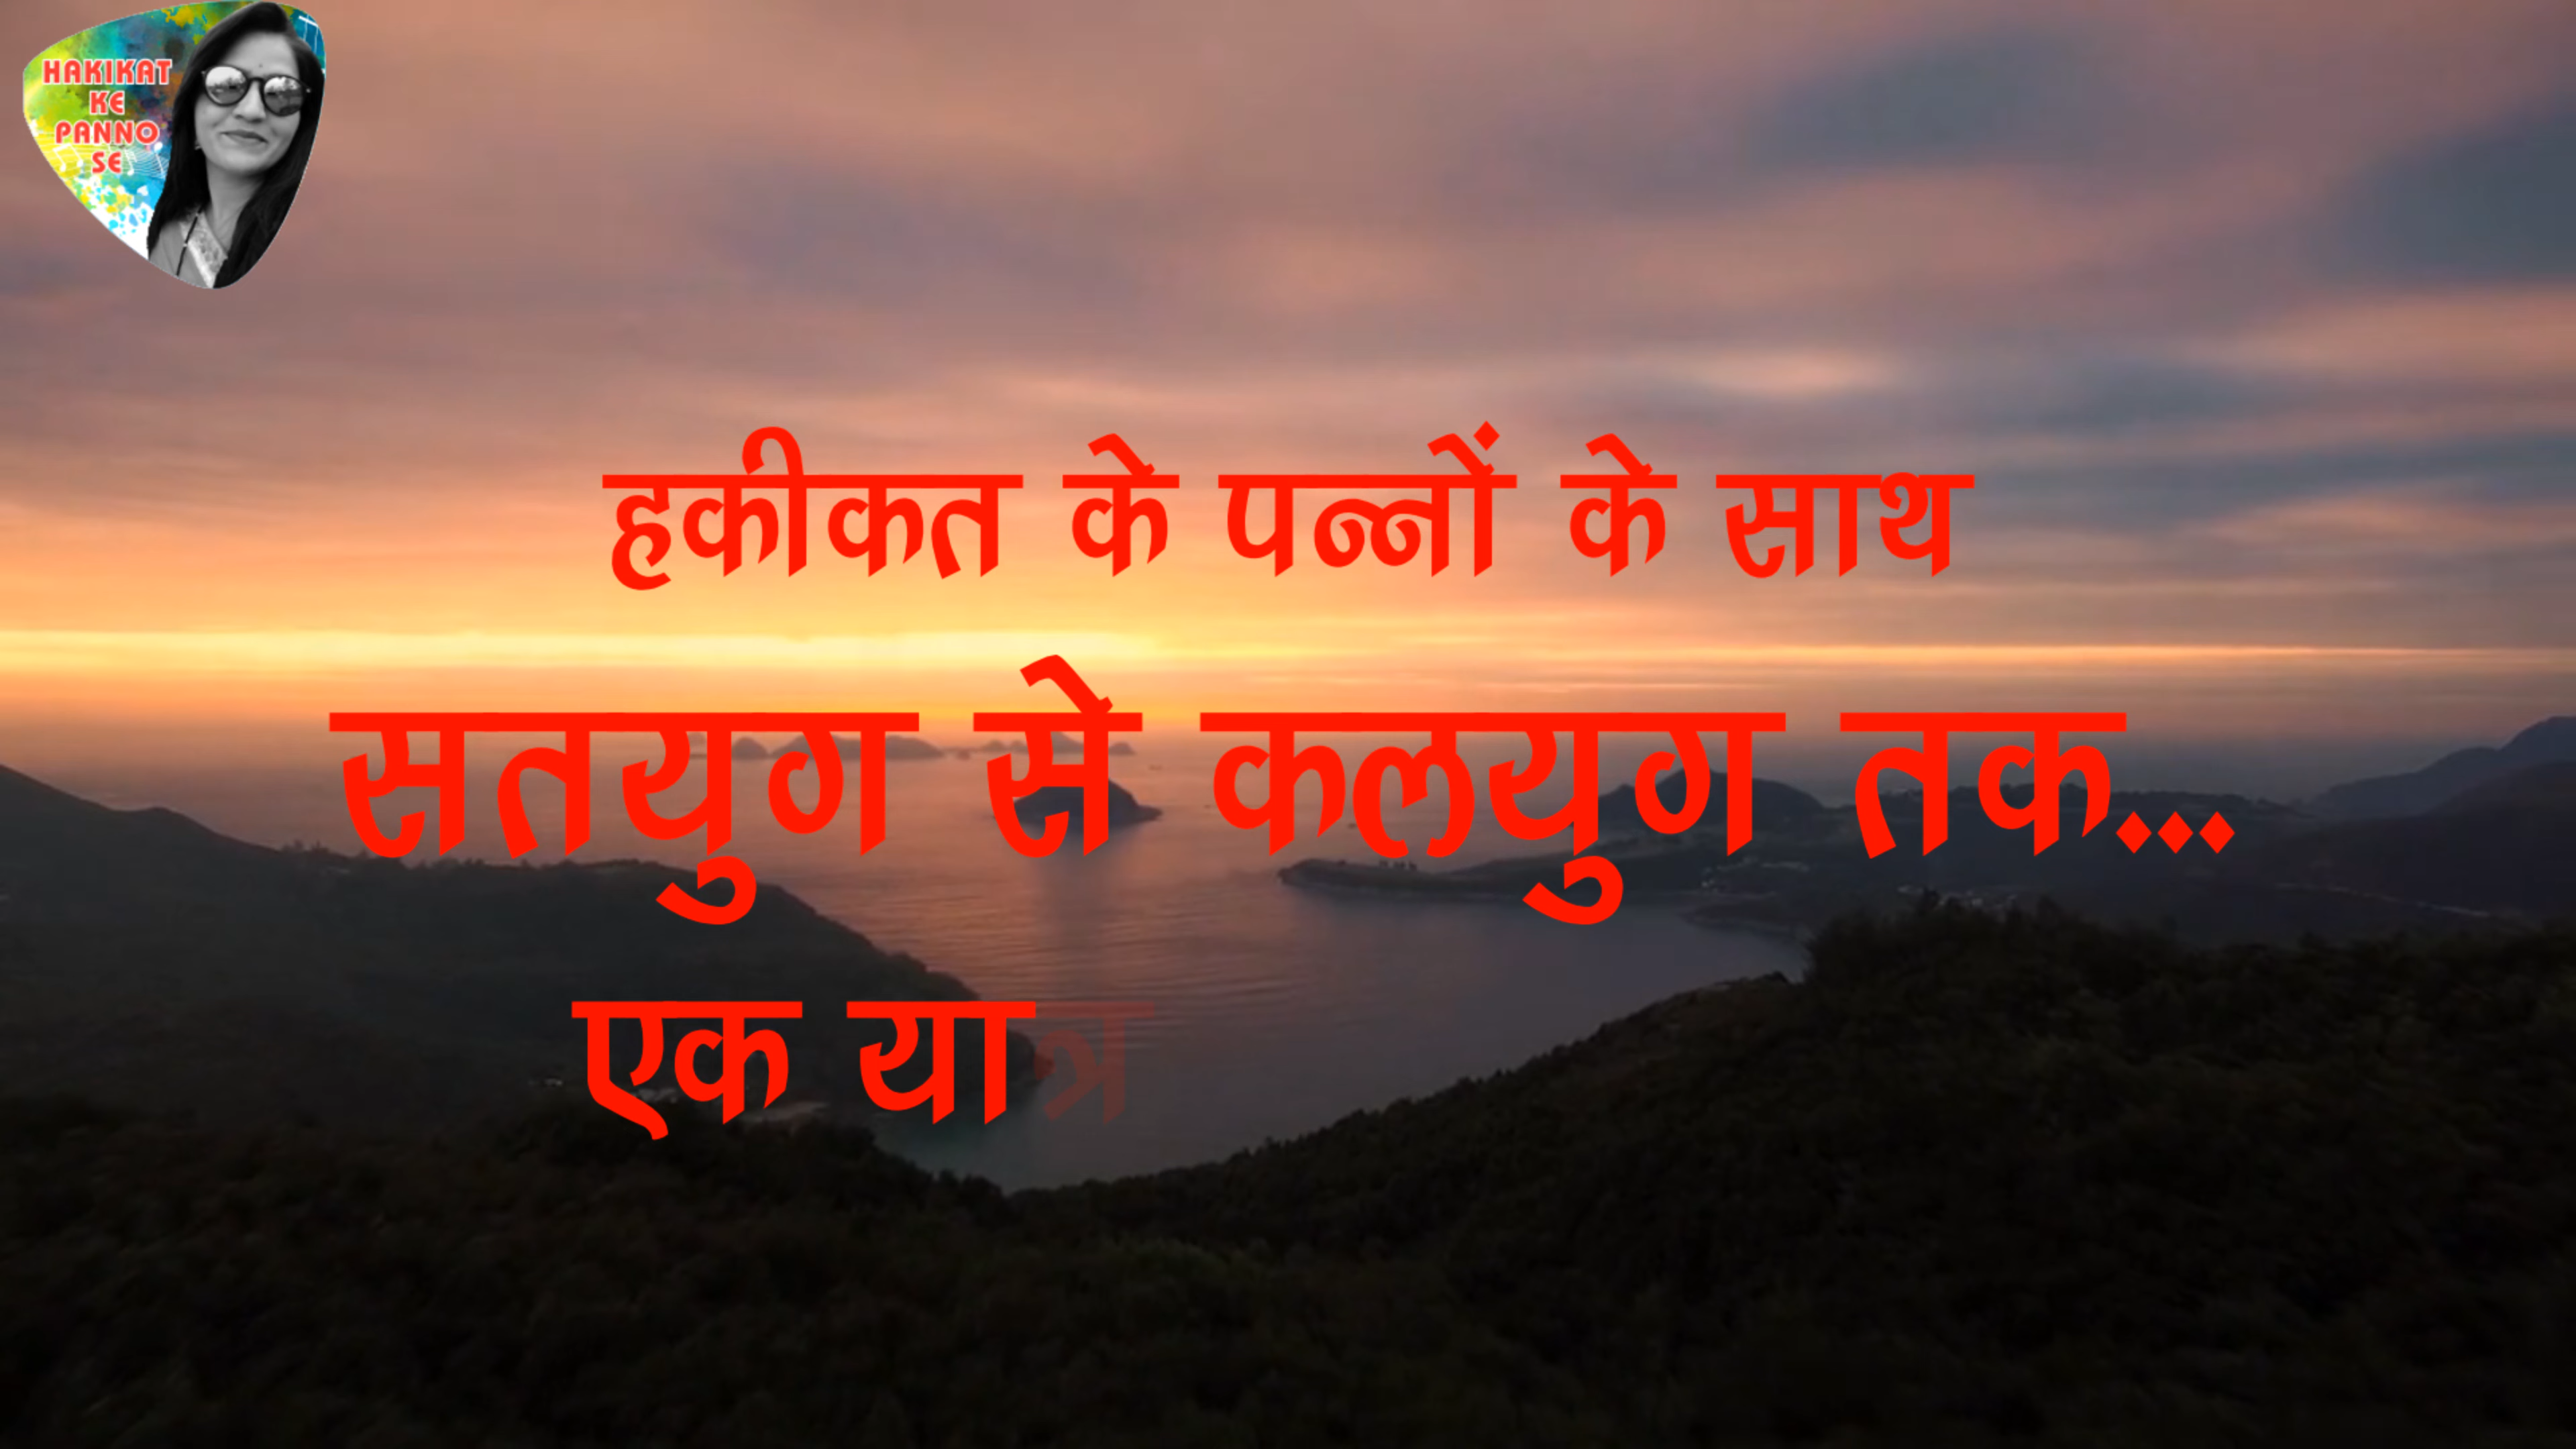 HAKIKAT
KE
PANNO
SE
हकीकत के पन्नों के साथ
सतयुग से कलयुग तक...
एक यात्र